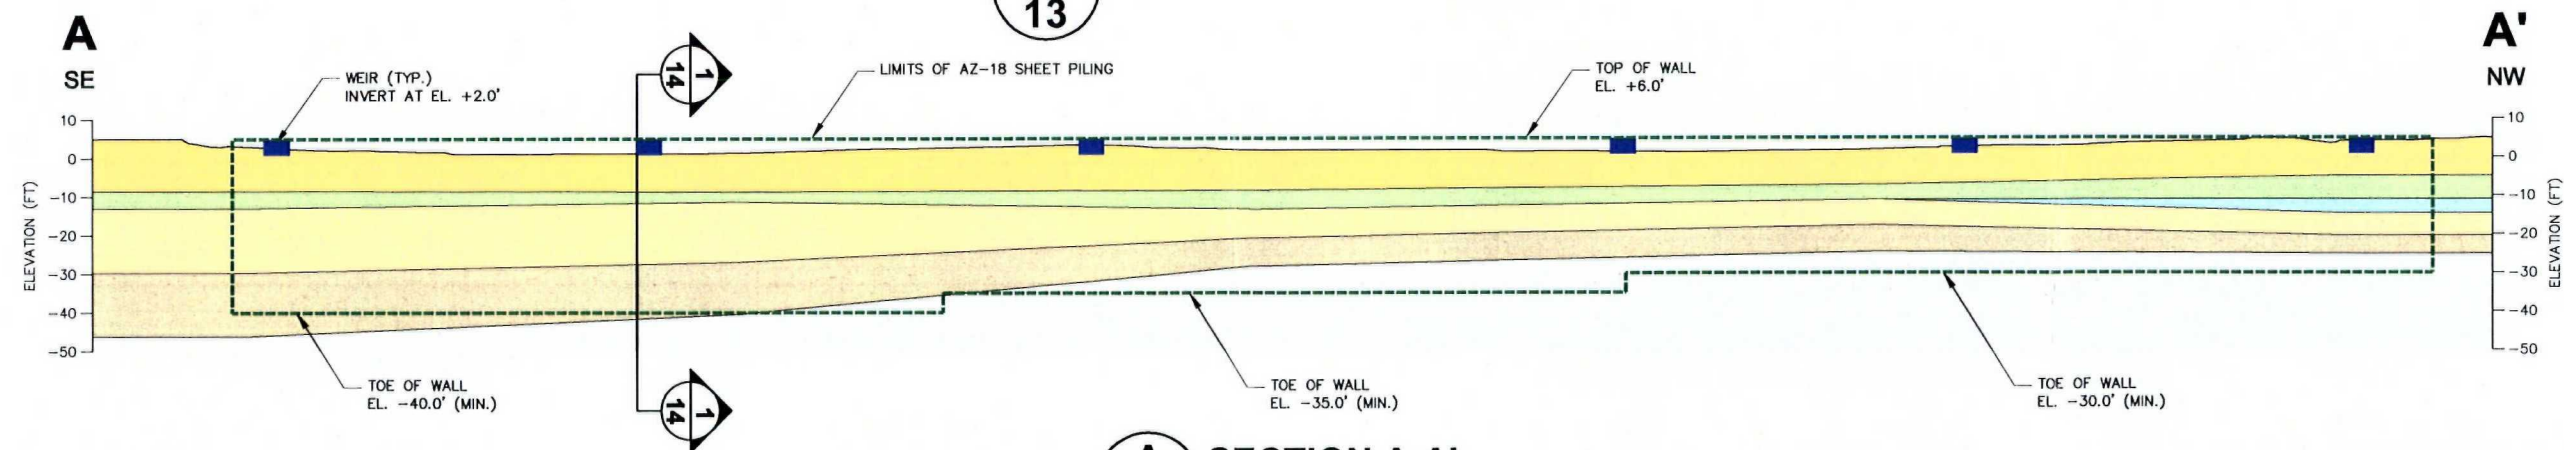 13
A
SE
A'
NW
WEIR (TYP.)
INVERT AT EL. +2.0'
1
14
LIMITS OF AZ-18 SHEET PILING
TOP OF WALL
EL. +6.0'
ELEVATION (FT)
10
0
-10
-20
-30
-40
-50
10
0
-10
-20
-30
-40
-50
ELEVATION (FT)
TOE OF WALL
EL. -40.0' (MIN.)
1
14
TOE OF WALL
EL. -35.0' (MIN.)
TOE OF WALL
EL. -30.0' (MIN.)